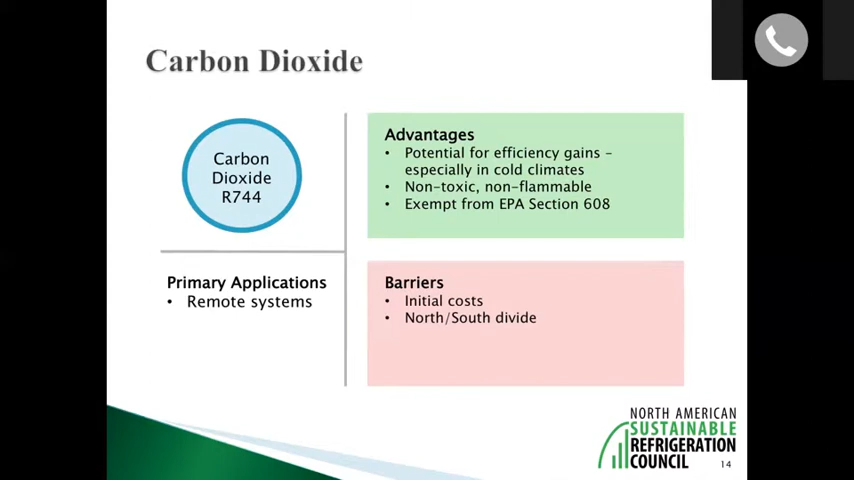 Carbon Dioxide
Carbon
Dioxide
R744
Advantages
• Potential for efficiency gains –
especially in cold climates
• Non-toxic, non-flammable
• Exempt from EPA Section 608
Primary Applications
• Remote systems
Barriers
• Initial costs
• North/South divide
NORTH AMERICAN
SUSTAINABLE
REFRIGERATION
COUNCIL
14